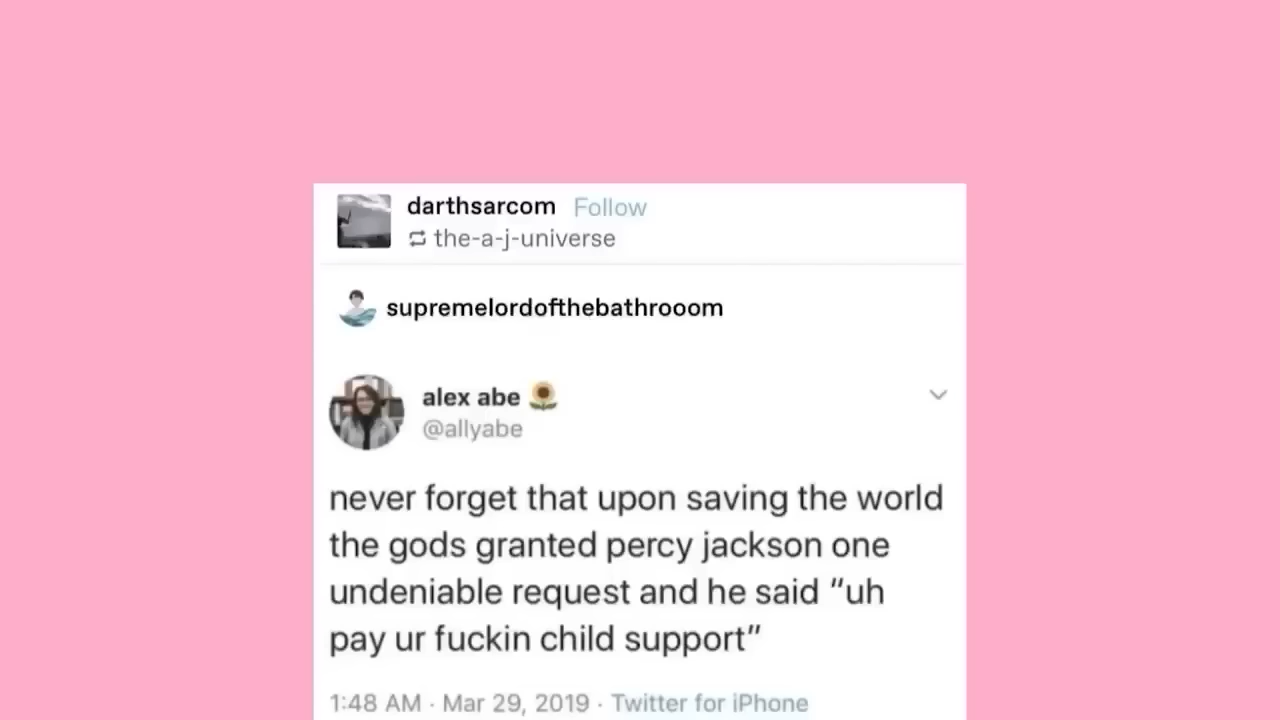 darthsarcom Follow
the-a-j-universe
supremelordofthebathrooom
alex abe 🌻
@allyabe
never forget that upon saving the world
the gods granted percy jackson one
undeniable request and he said “uh
pay ur fuckin child support”
1:48 AM · Mar 29, 2019 · Twitter for iPhone